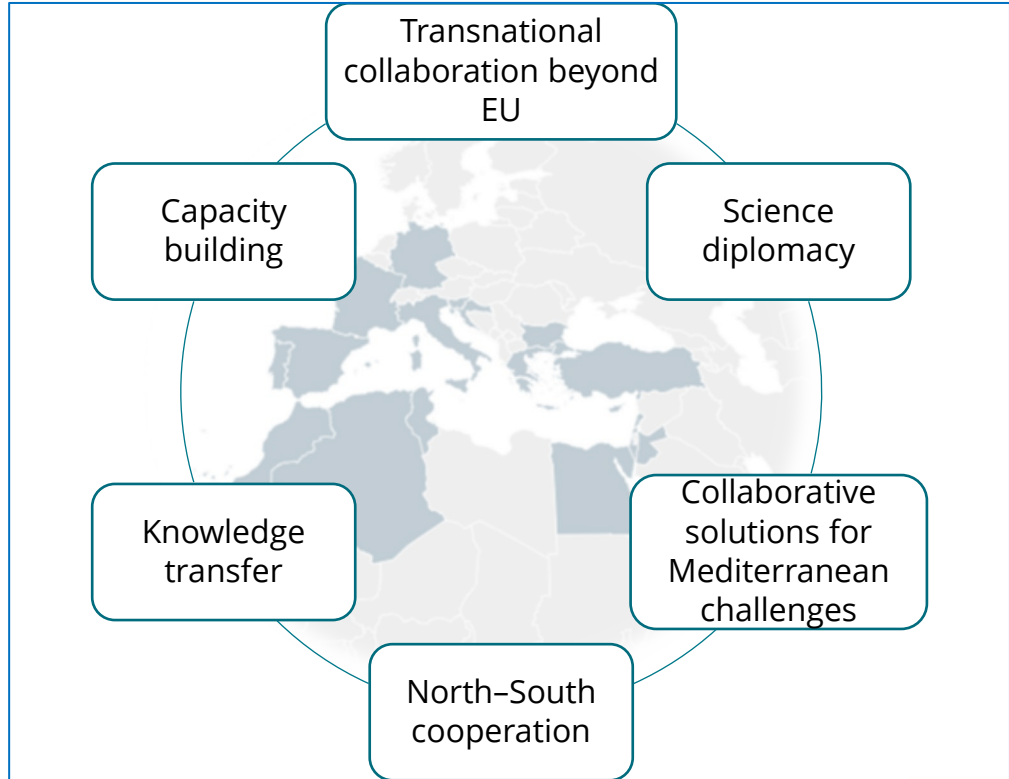 Transnational
collaboration beyond
EU
Science
diplomacy
Collaborative
solutions for
Mediterranean
challenges
North–South
cooperation
Knowledge
transfer
Capacity
building